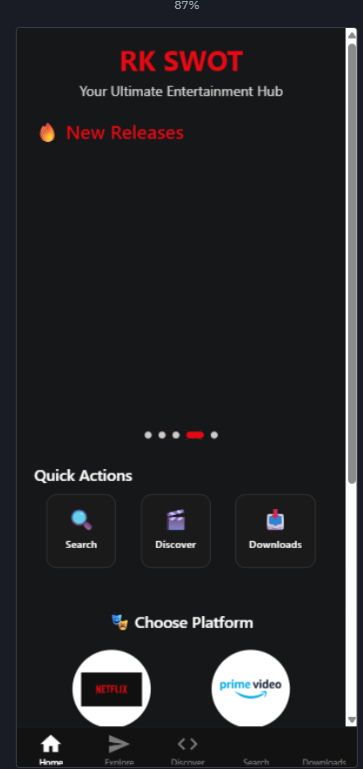 87%
RK SWOT
Your Ultimate Entertainment Hub
New Releases
Quick Actions
Search Discover Downloads
Choose Platform
NETFLIX prime video
Home Explore Discover Search Downloads